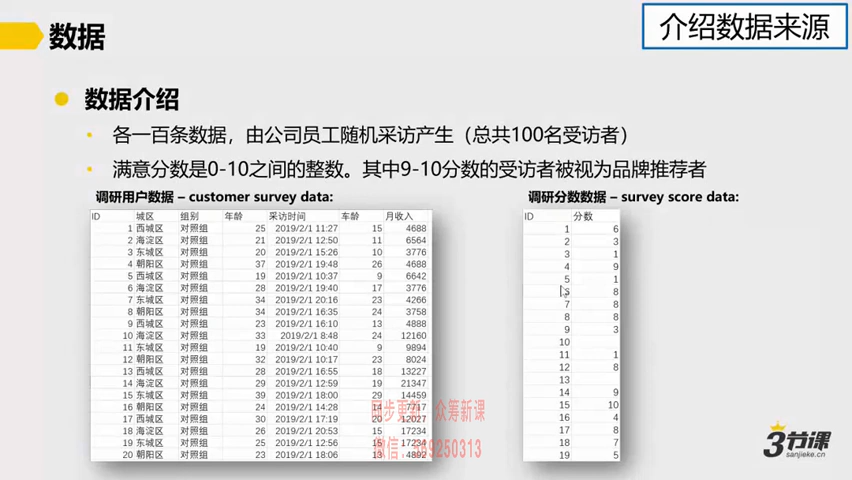 数据
介绍数据来源
数据介绍
各一百条数据，由公司员工随机采访产生（总共100名受访者）
满意分数是0-10之间的整数。其中9-10分数的受访者被视为品牌推荐者
调研用户数据 – customer survey data:
ID 城区 组别 年龄 采访时间 车龄 月收入
1 西城区 对照组 25 2019/2/1 11:27 15 4688
2 海淀区 对照组 21 2019/2/1 12:50 11 6564
3 东城区 对照组 20 2019/2/1 15:26 10 3776
4 朝阳区 对照组 37 2019/2/1 19:48 26 4688
5 西城区 对照组 19 2019/2/1 10:37 9 6642
6 海淀区 对照组 28 2019/2/1 19:40 17 3776
7 东城区 对照组 34 2019/2/1 20:16 23 4266
8 朝阳区 对照组 34 2019/2/1 16:35 24 3758
9 西城区 对照组 23 2019/2/1 16:10 13 4888
10 海淀区 对照组 33 2019/2/1 8:48 24 12160
11 东城区 对照组 19 2019/2/1 10:40 9 9894
12 朝阳区 对照组 32 2019/2/1 10:17 23 8024
13 西城区 对照组 28 2019/2/1 16:55 18 13227
14 海淀区 对照组 29 2019/2/1 12:59 19 21347
15 东城区 对照组 39 2019/2/1 18:00 29 14459
16 朝阳区 对照组 24 2019/2/1 14:28 14 7717
17 西城区 对照组 30 2019/2/1 17:19 20 12027
18 海淀区 对照组 26 2019/2/1 20:53 15 17234
19 东城区 对照组 25 2019/2/1 12:56 15 17234
20 朝阳区 对照组 23 2019/2/1 18:06 13 4892
调研分数数据 – survey score data:
ID 分数
1 6
2 3
3 1
4 9
5 1
8
7 8
8 8
9 3
10
11 1
12 8
13
14 9
15 10
16 4
17 8
18 7
19 5
同步更新 众筹新课
微信: 69250313
3节课
sanjieke.cn